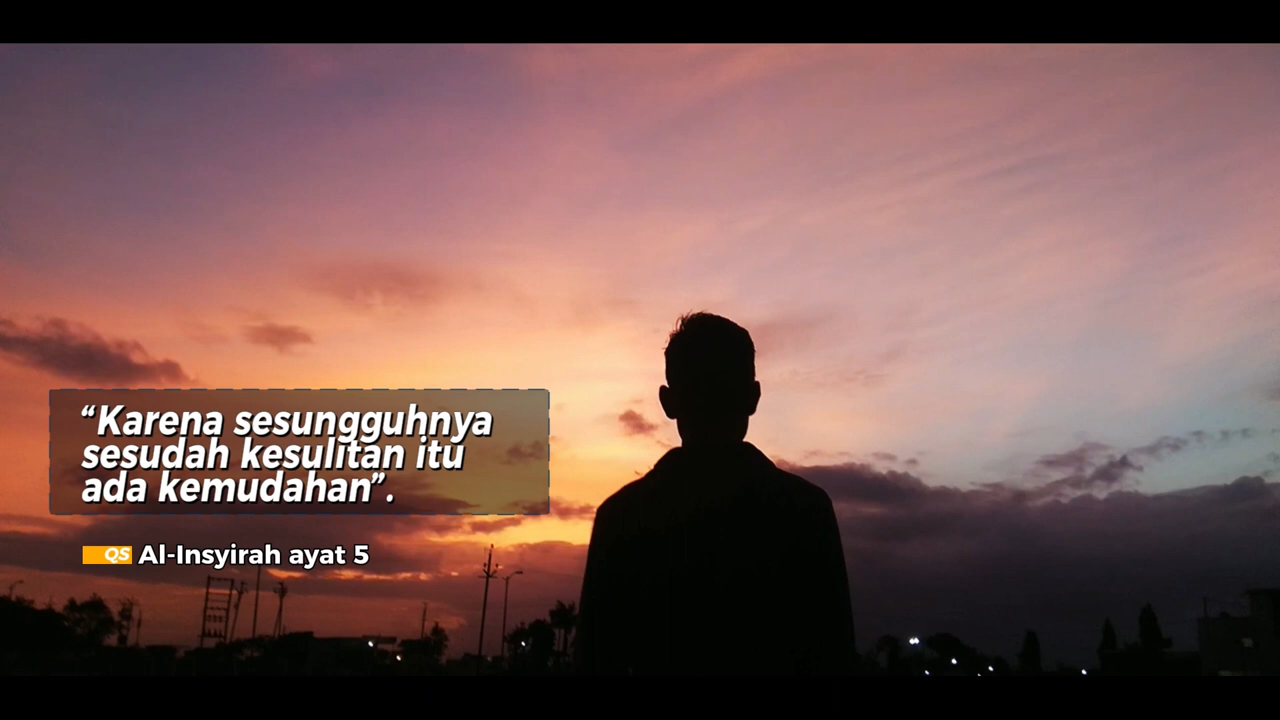 “Karena sesungguhnya
sesudah kesulitan itu
ada kemudahan”.
QS Al-Insyirah ayat 5